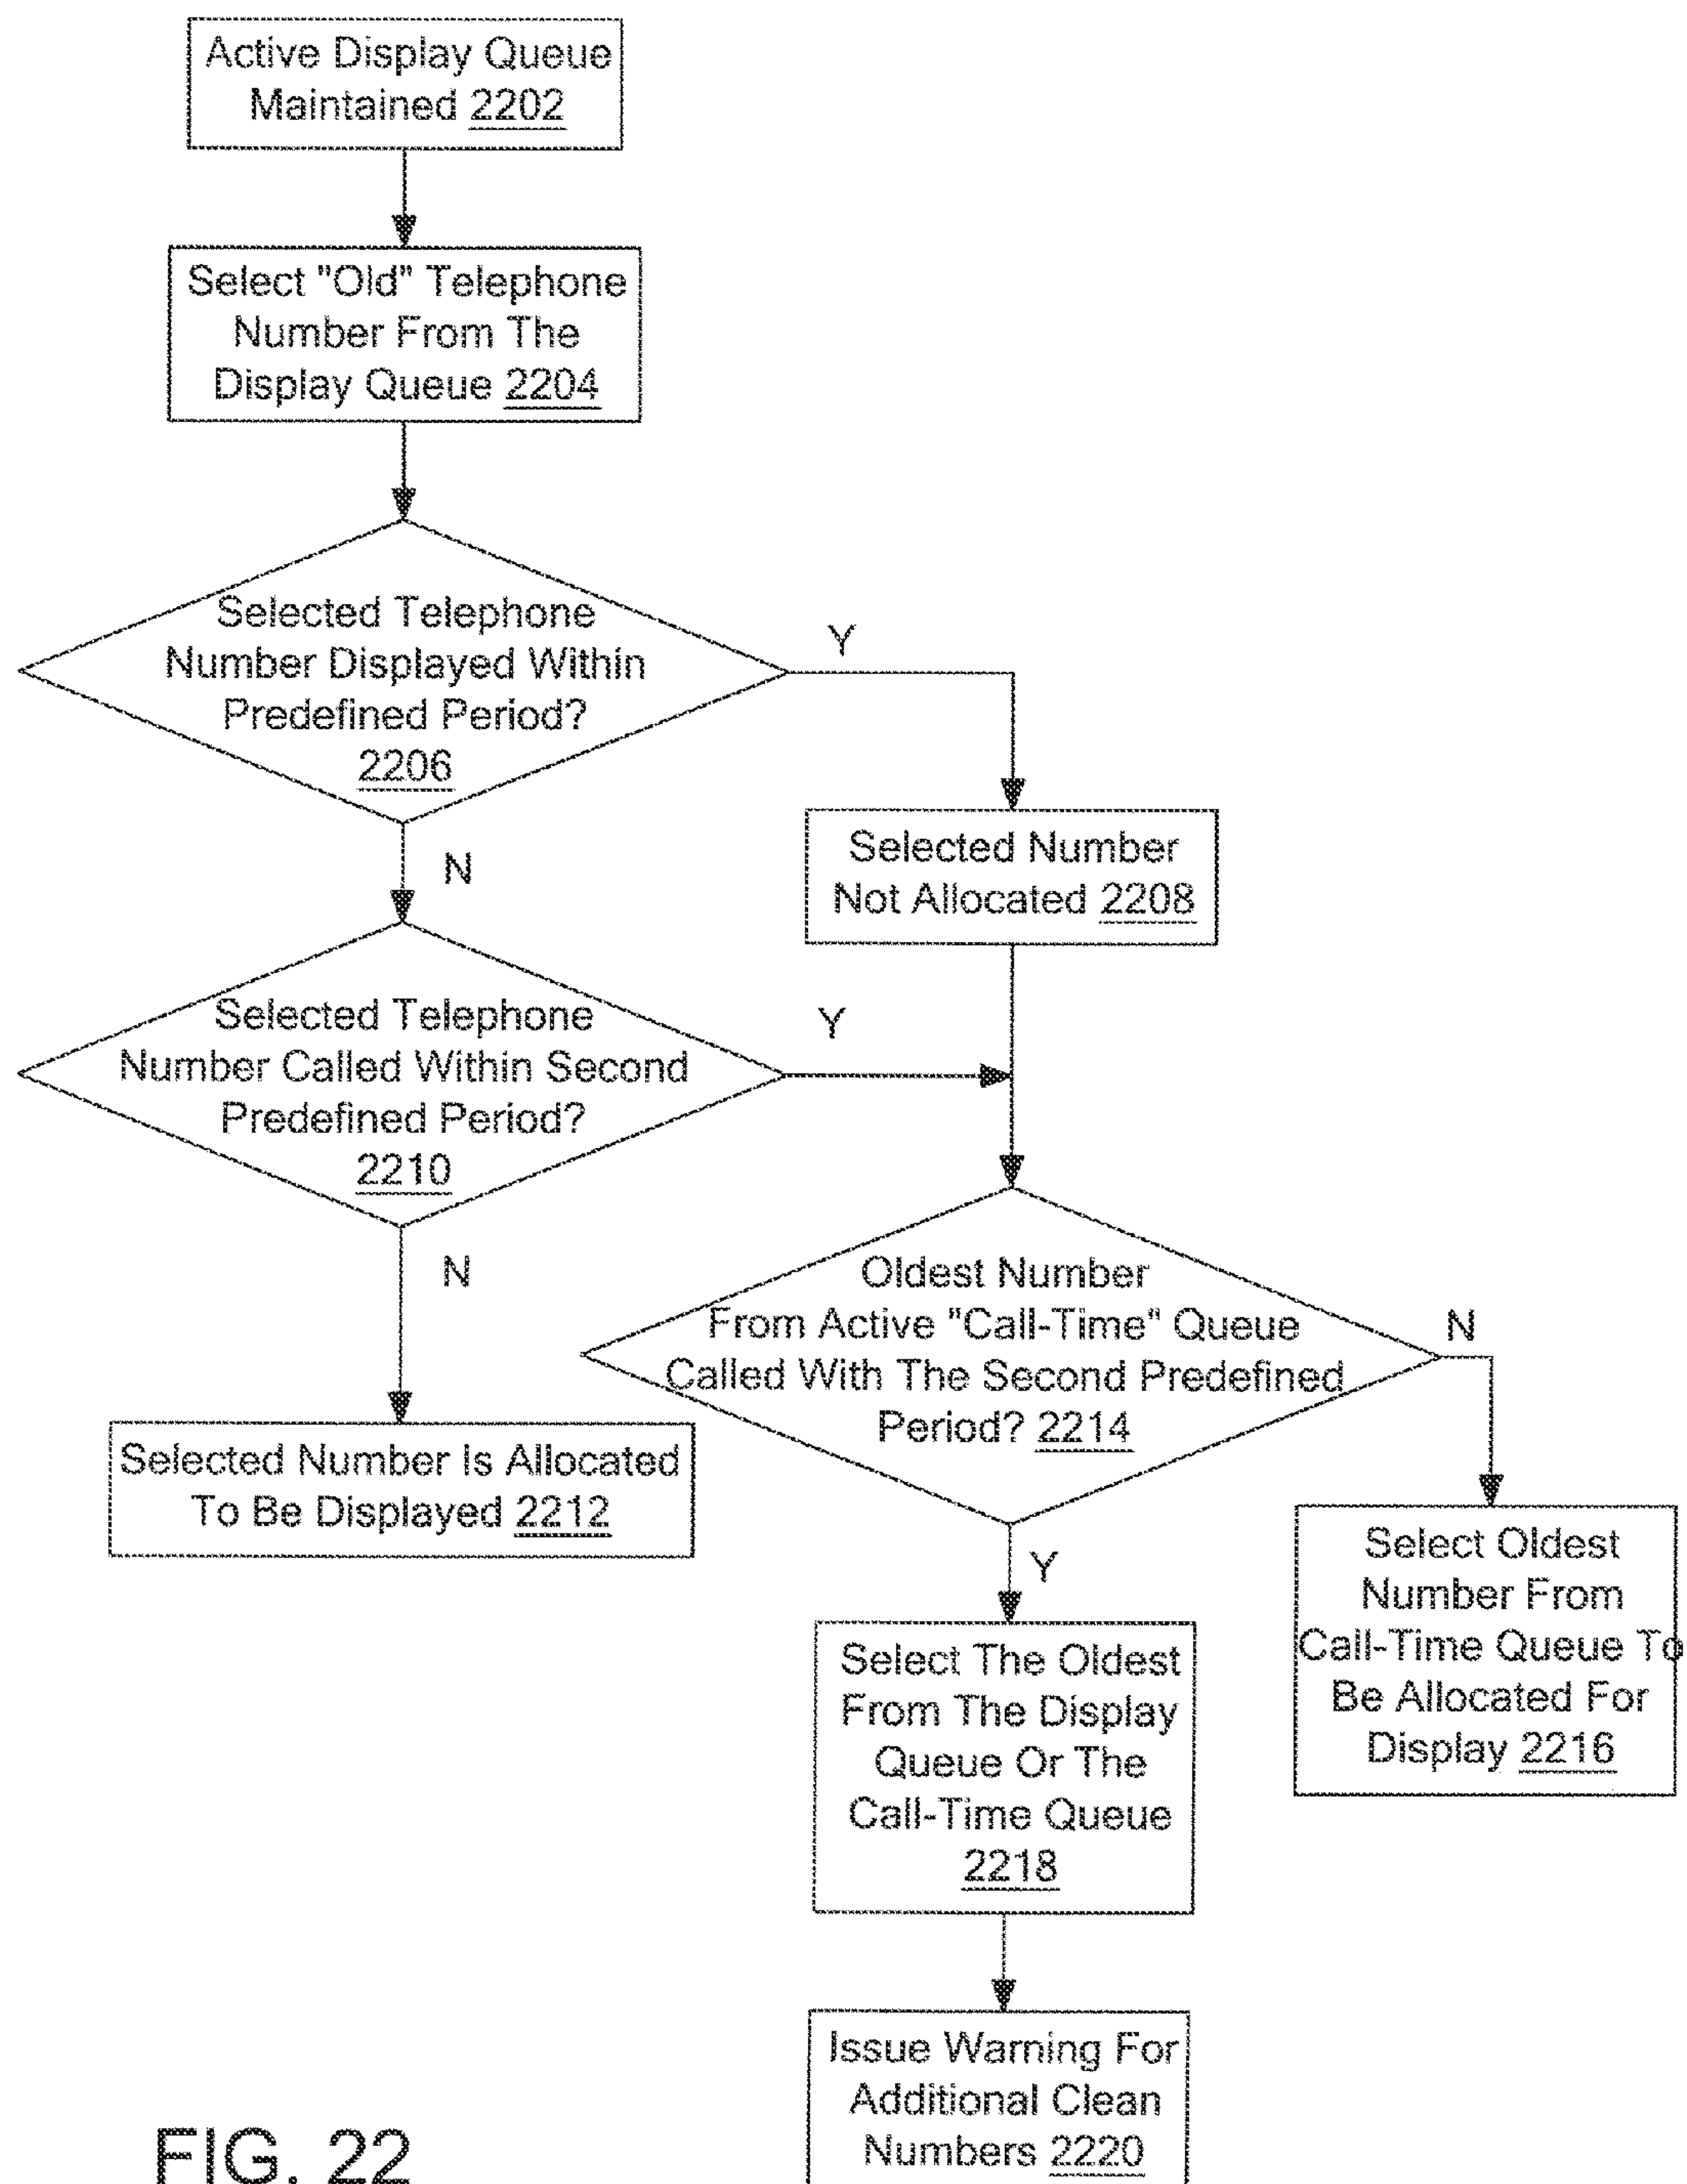 Active Display Queue
Maintained 2202
Select "Old" Telephone
Number From The
Display Queue 2204
Selected Telephone
Number Displayed Within
Predefined Period?
2206
Y
N
Selected Number
Not Allocated 2208
Selected Telephone
Number Called Within Second
Predefined Period?
2210
Y
N
Oldest Number
From Active "Call-Time" Queue
Called With The Second Predefined
Period? 2214
N
Y
Selected Number Is Allocated
To Be Displayed 2212
Select Oldest
Number From
Call-Time Queue To
Be Allocated For
Display 2216
Select The Oldest
From The Display
Queue Or The
Call-Time Queue
2218
Issue Warning For
Additional Clean
Numbers 2220
FIG. 22